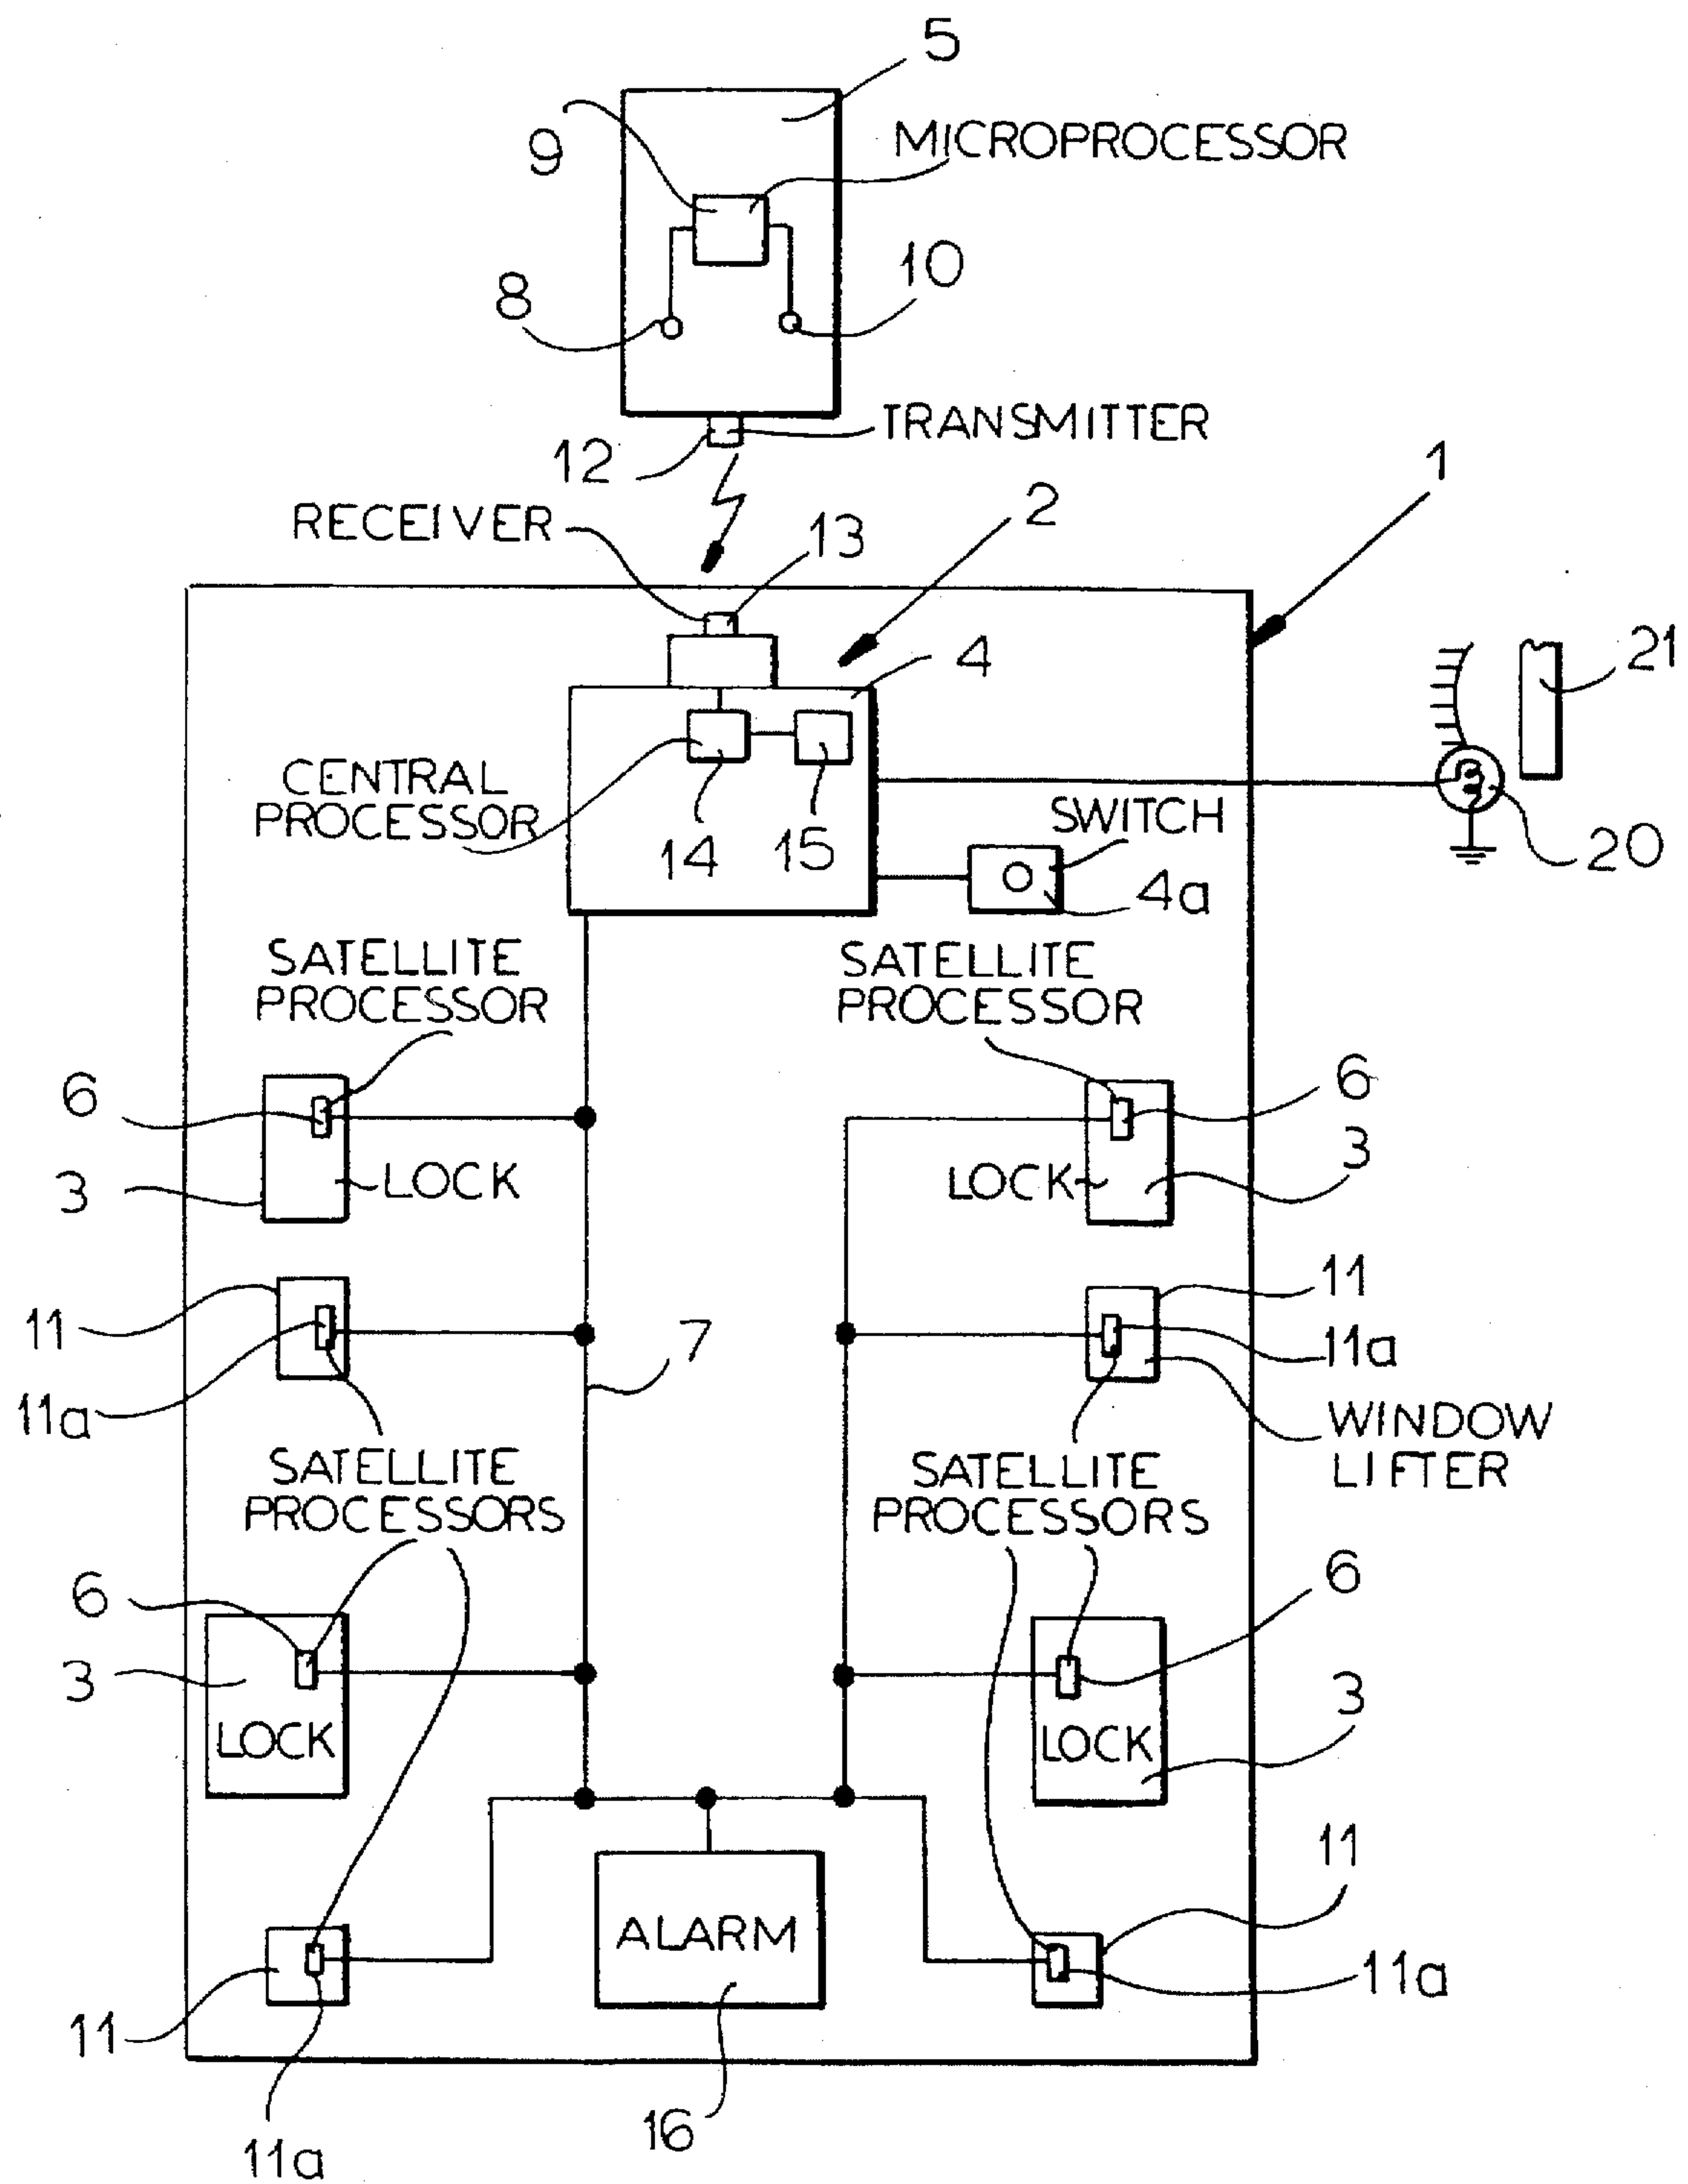 5
9
MICROPROCESSOR
8
10
12
TRANSMITTER
RECEIVER
13
2
1
4
21
CENTRAL
PROCESSOR
14
15
SWITCH
4a
20
SATELLITE
PROCESSOR
SATELLITE
PROCESSOR
6
6
3
LOCK
LOCK
3
11
7
11
11a
11a
WINDOW
LIFTER
SATELLITE
PROCESSORS
SATELLITE
PROCESSORS
6
6
3
LOCK
LOCK
3
11
ALARM
11a
11
16
11a